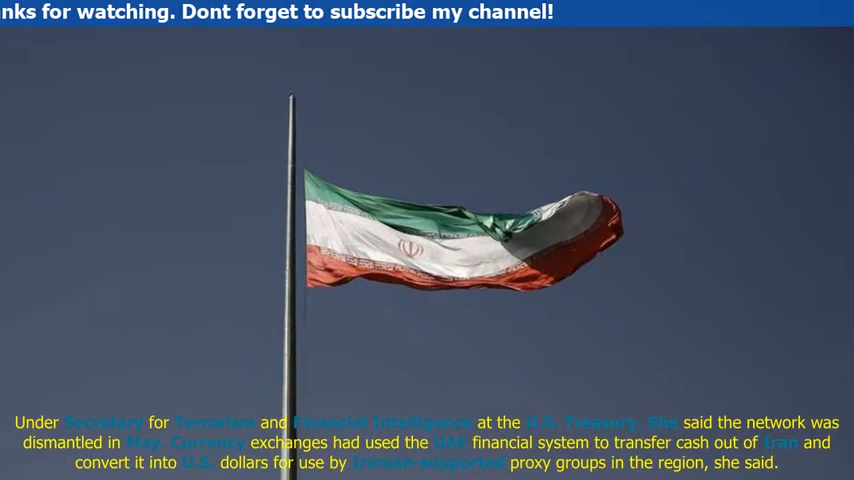 nks for watching. Dont forget to subscribe my channel!
Under Secretary for Terrorism and Financial Intelligence at the U.S. Treasury. She said the network was
dismantled in May. Currency exchanges had used the UAE financial system to transfer cash out of Iran and
convert it into U.S. dollars for use by Iranian-supported proxy groups in the region, she said.